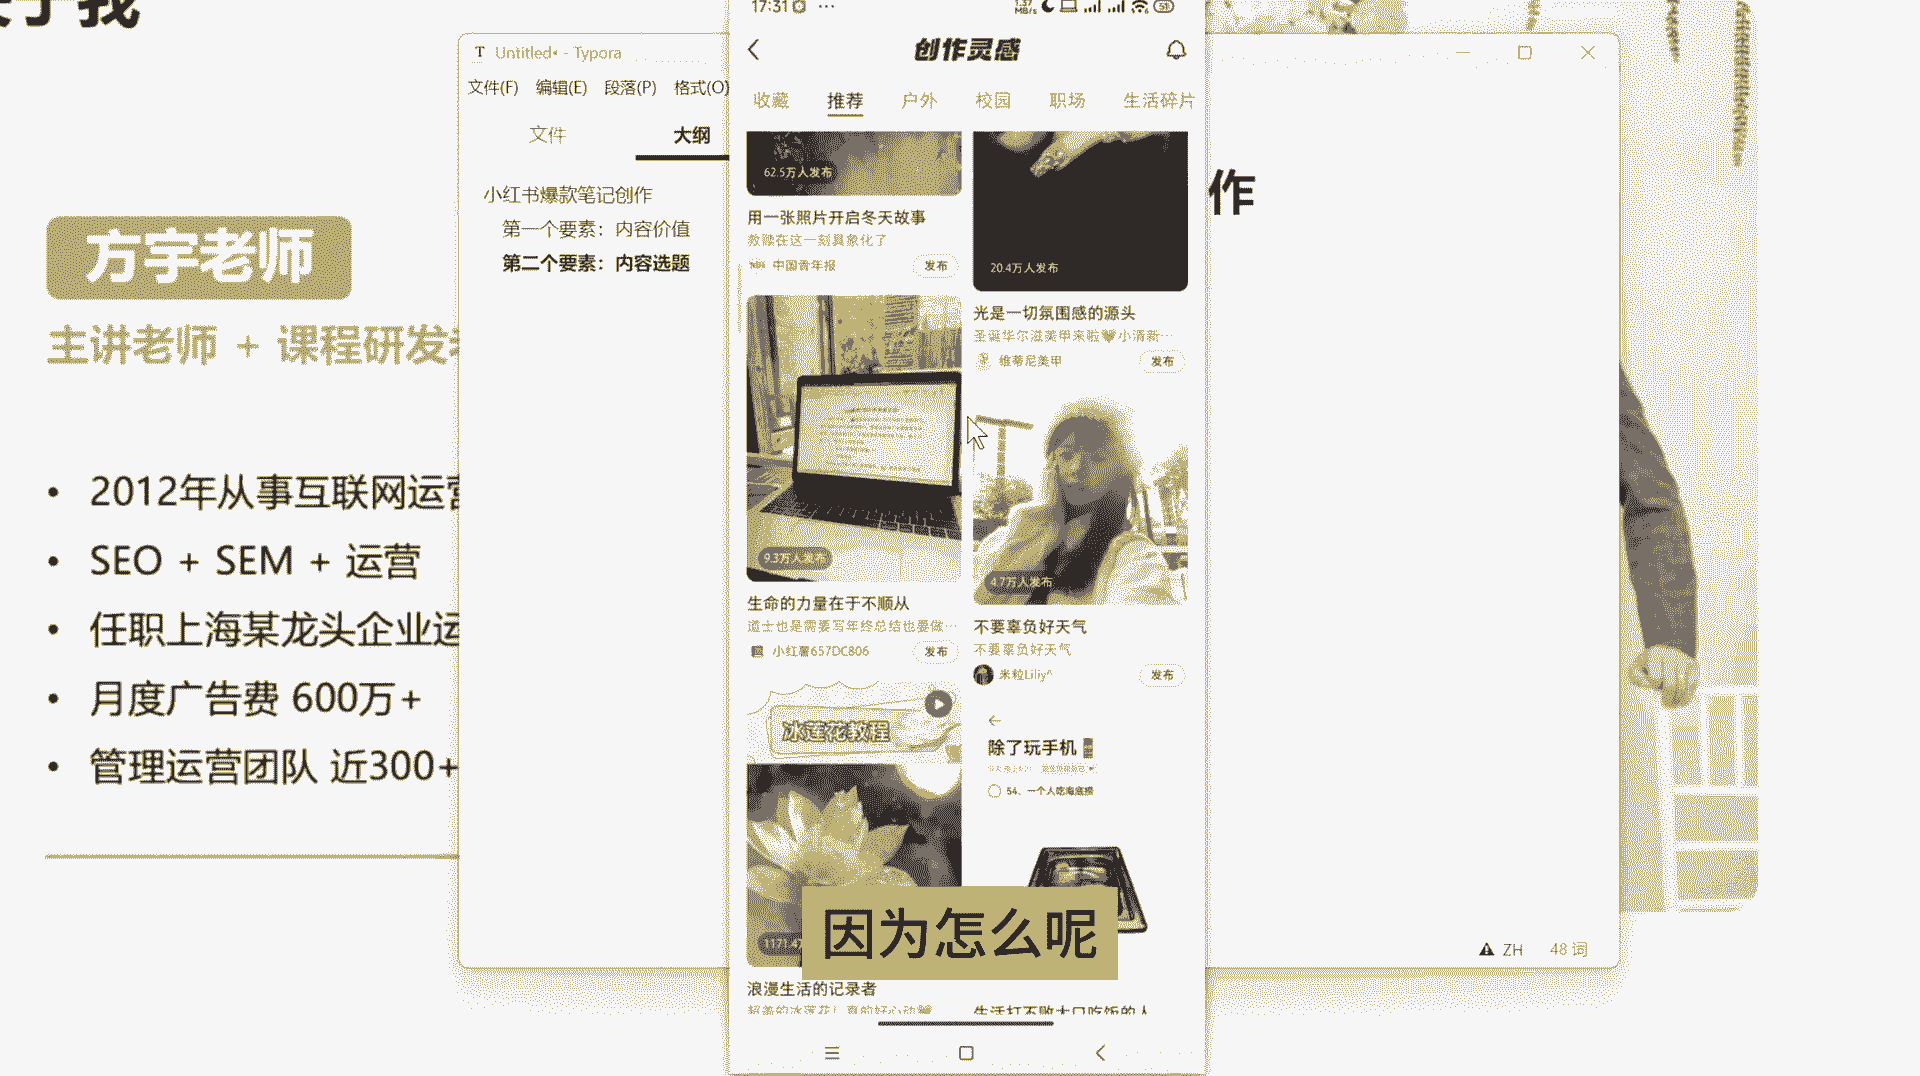 关于我
方宇老师
主讲老师 + 课程研发
2012年从事互联网运营
SEO + SEM + 运营
任职上海某龙头企业运
月度广告费 600万+
管理运营团队 近300+
Untitled• - Typora
文件(F) 编辑(E) 段落(P) 格式(O)
文件 大纲
小红书爆款笔记创作
第一个要素：内容价值
第二个要素：内容选题
作
ZH 48 词
17:31
创作灵感
收藏 推荐 户外 校园 职场 生活碎片
62.5万人发布
用一张照片开启冬天故事
救赎在这一刻具象化了
中国青年报 发布
20.4万人发布
光是一切氛围感的源头
圣诞华尔滋美甲来啦🖤小清新…
维蒂尼美甲 发布
9.3万人发布
生命的力量在于不顺从
道士也是需要写年终总结也要做…
小红薯657DC806 发布
4.7万人发布
不要辜负好天气
不要辜负好天气
米粒Liliy^ 发布
冰莲花教程
浪漫生活的记录者
超美的冰莲花！真的好心动
除了玩手机
54、一个人吃海底捞
生活打不败大口吃饭的人
因为怎么呢